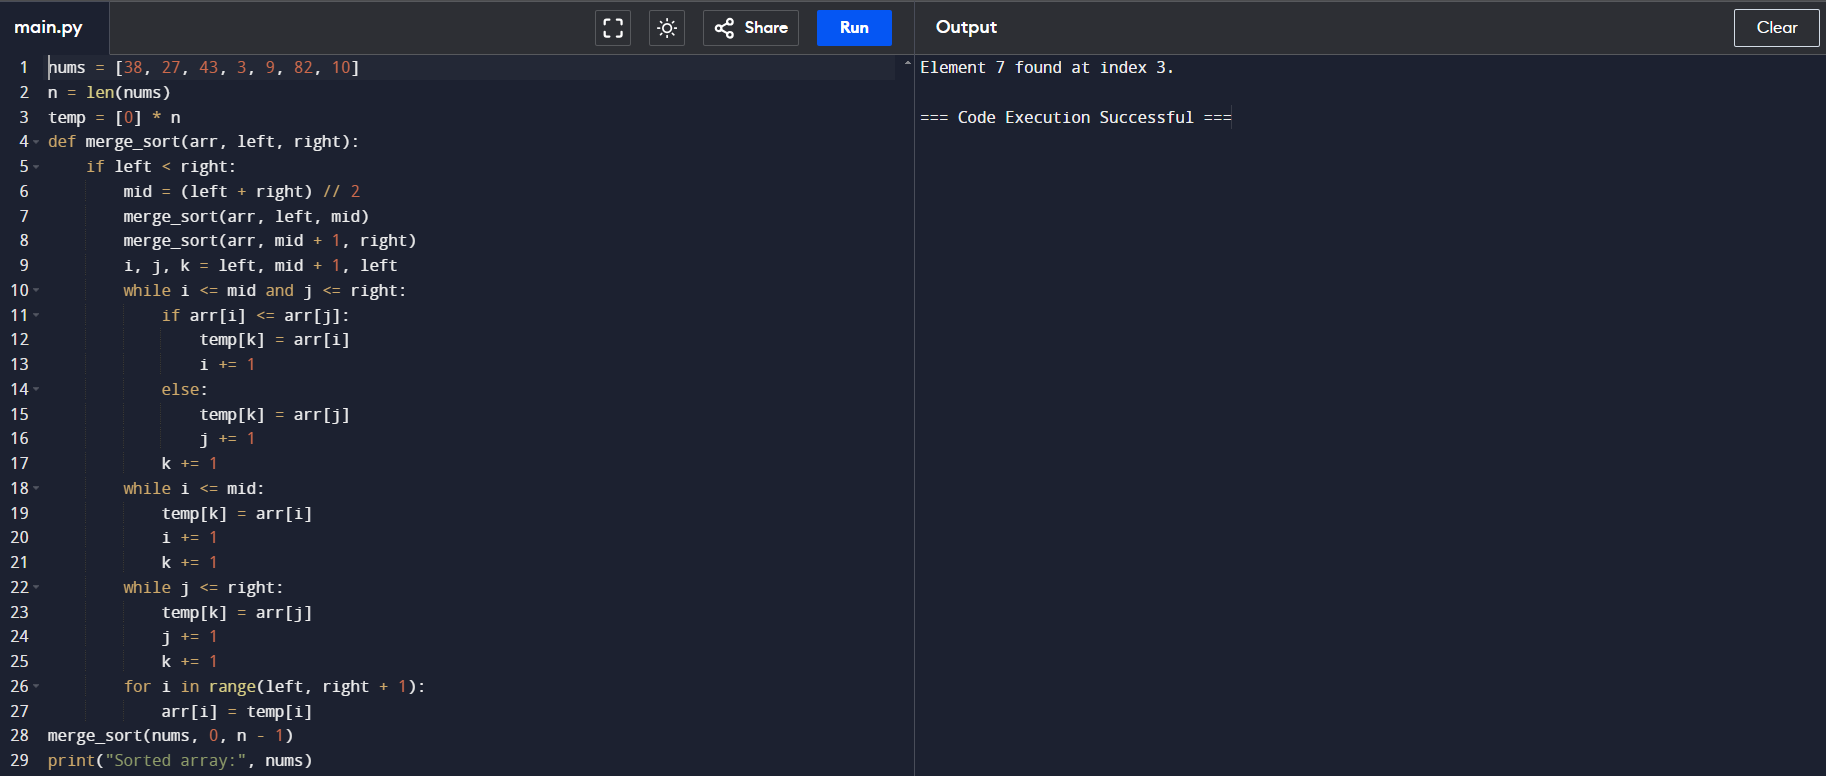 main.py
Share
Run
Output
Clear
1 nums = [38, 27, 43, 3, 9, 82, 10]
2 n = len(nums)
3 temp = [0] * n
4 def merge_sort(arr, left, right):
5     if left < right:
6         mid = (left + right) // 2
7         merge_sort(arr, left, mid)
8         merge_sort(arr, mid + 1, right)
9         i, j, k = left, mid + 1, left
10         while i <= mid and j <= right:
11             if arr[i] <= arr[j]:
12                 temp[k] = arr[i]
13                 i += 1
14             else:
15                 temp[k] = arr[j]
16                 j += 1
17             k += 1
18         while i <= mid:
19             temp[k] = arr[i]
20             i += 1
21             k += 1
22         while j <= right:
23             temp[k] = arr[j]
24             j += 1
25             k += 1
26         for i in range(left, right + 1):
27             arr[i] = temp[i]
28 merge_sort(nums, 0, n - 1)
29 print("Sorted array:", nums)
Element 7 found at index 3.
=== Code Execution Successful ===